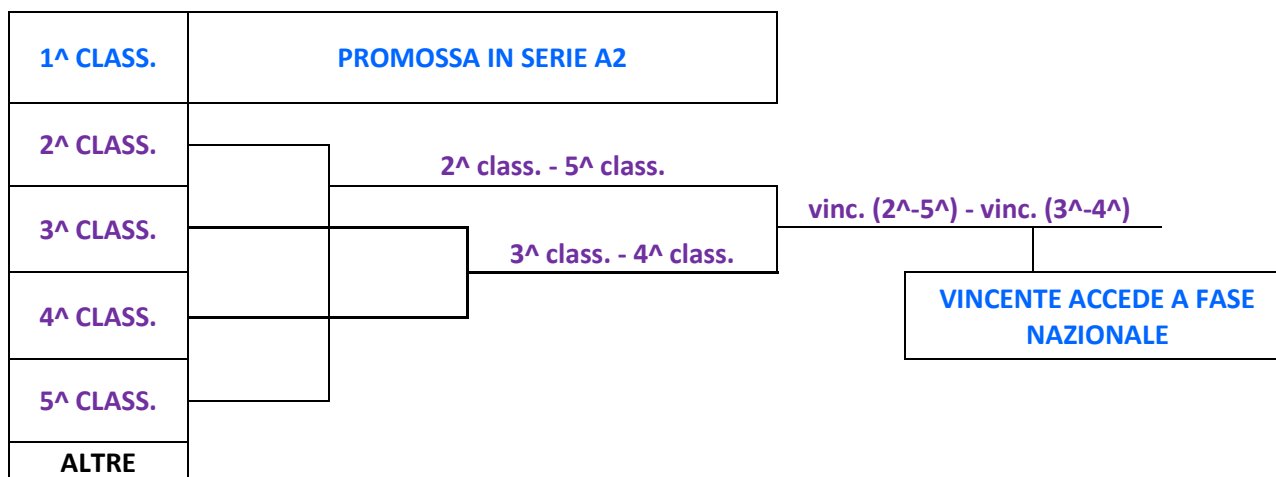 1^ CLASS.
PROMOSSA IN SERIE A2
2^ CLASS.
2^ class. - 5^ class.
3^ CLASS.
vinc. (2^-5^) - vinc. (3^-4^)
3^ class. - 4^ class.
4^ CLASS.
VINCENTE ACCEDE A FASE
NAZIONALE
5^ CLASS.
ALTRE